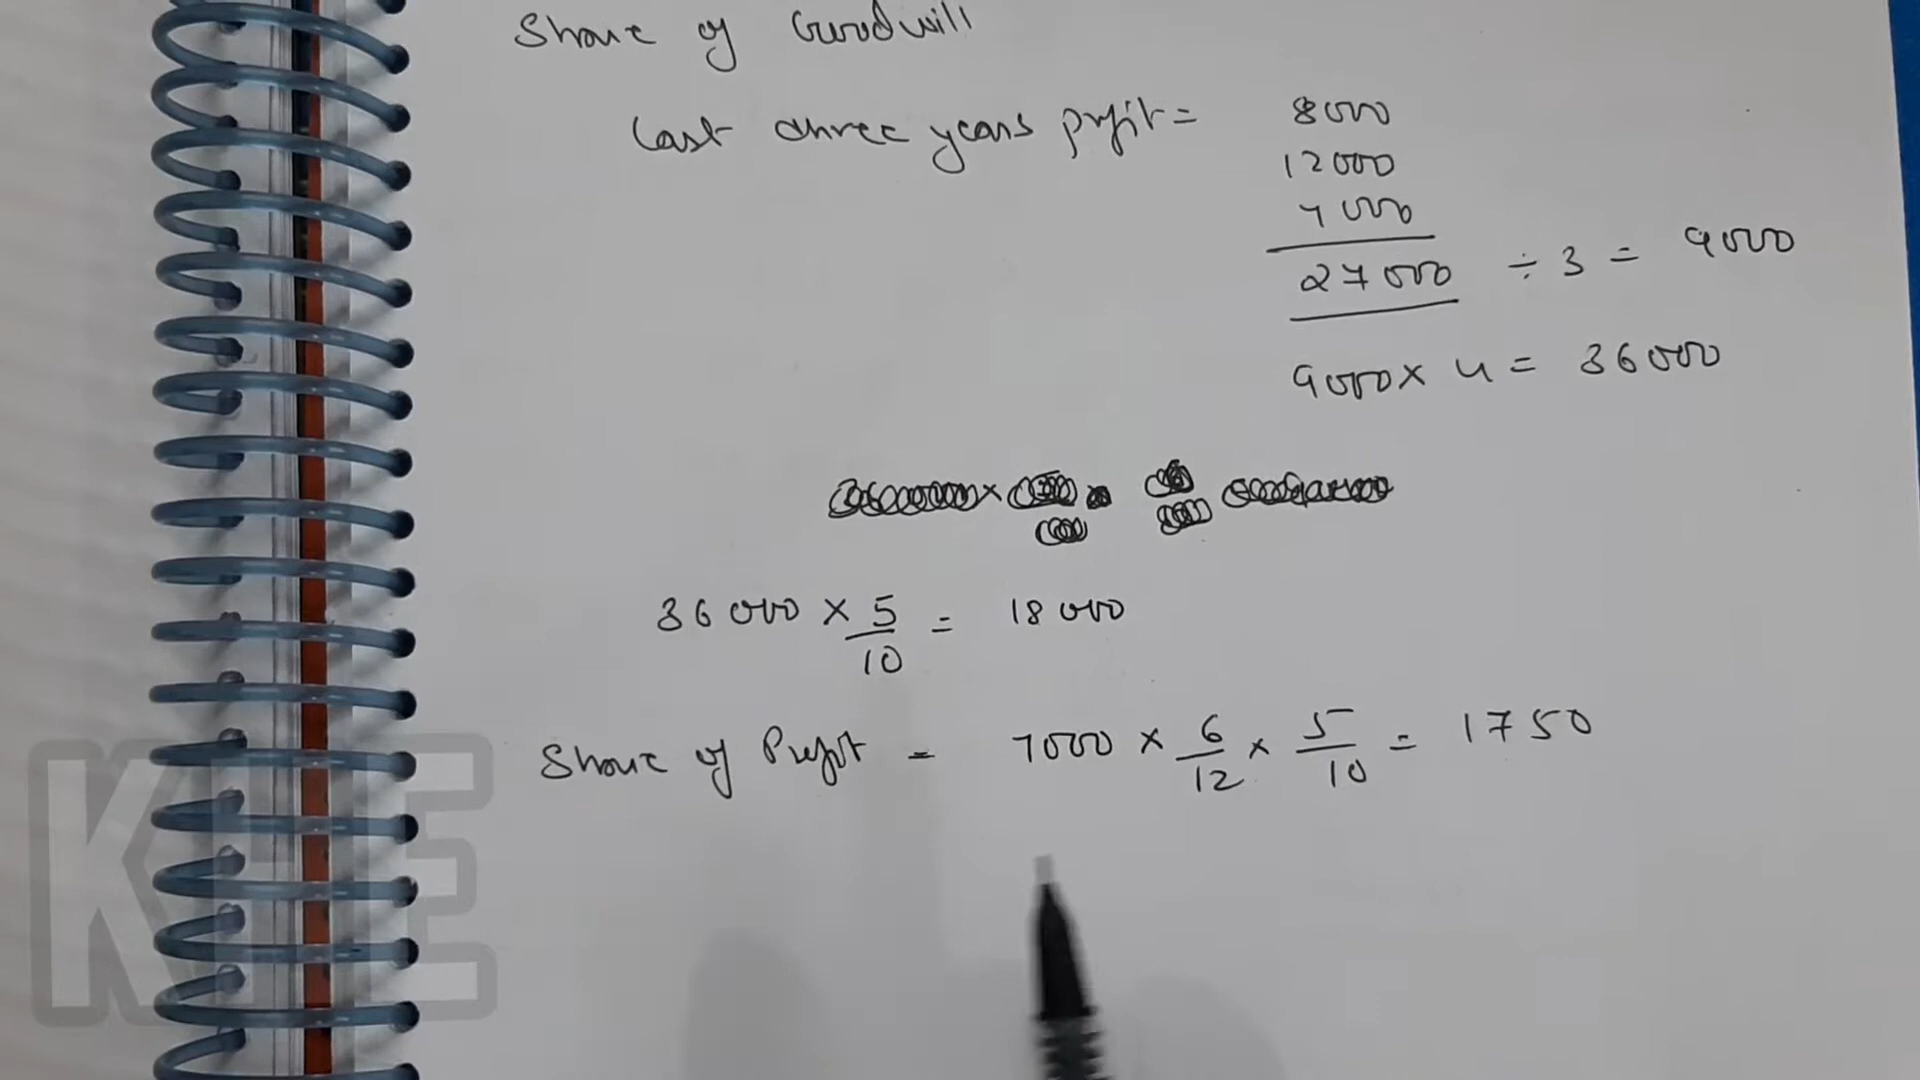 Share of Goodwill
Last three years profit = 8000
12000
7000
27000 ÷ 3 = 9000
9000 × 4 = 36000
36000 × 5/10 = 18000
Share of Profit = 7000 × 6/12 × 5/10 = 1750
KHE